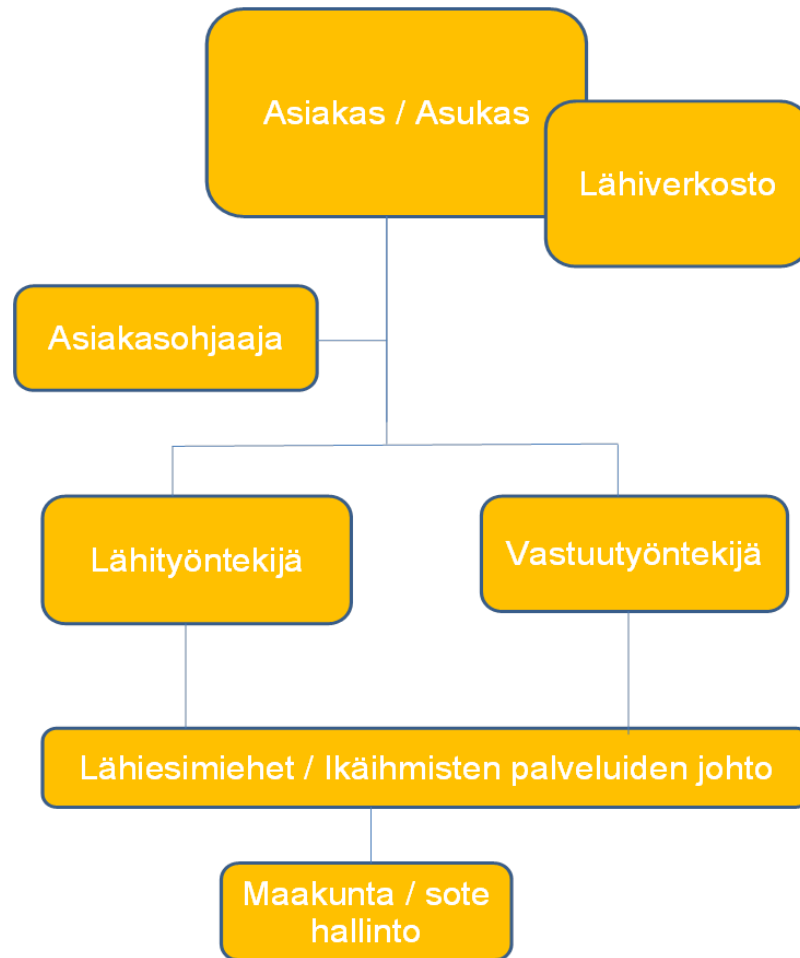 Asiakas / Asukas
Lähiverkosto
Asiakasohjaaja
Lähityöntekijä
Vastuutyöntekijä
Lähiesimiehet / Ikäihmisten palveluiden johto
Maakunta / sote
hallinto